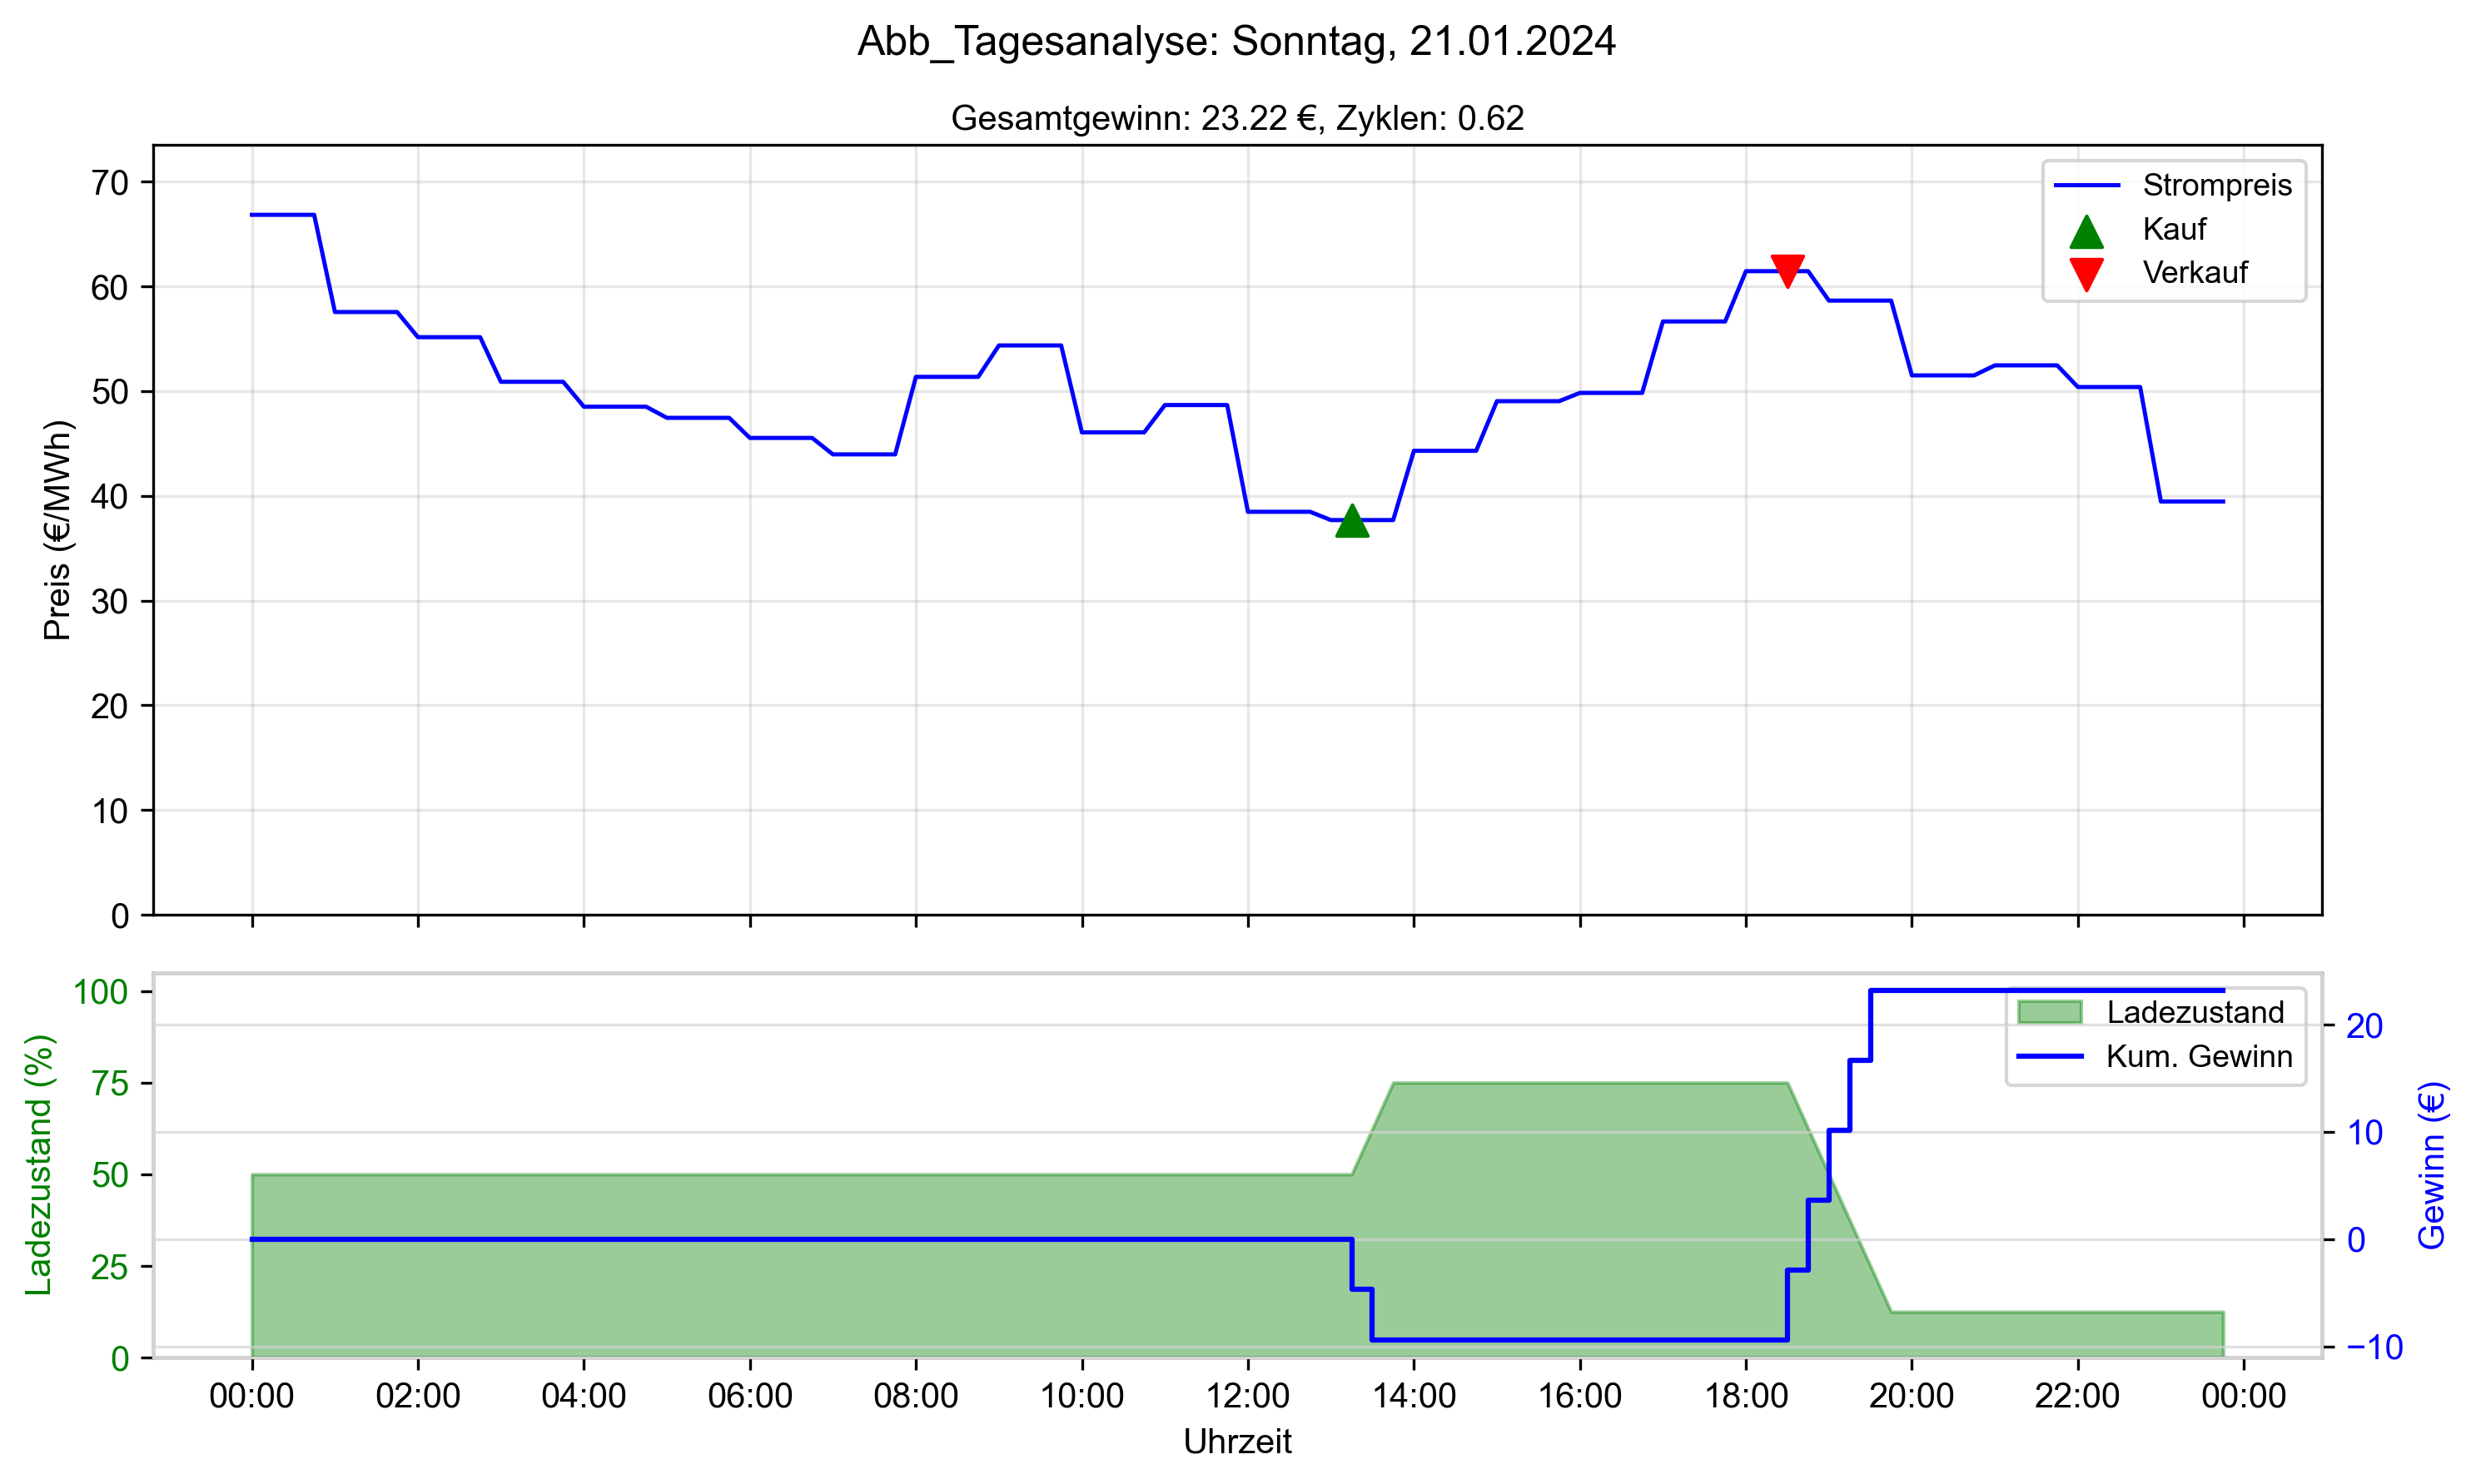 Abb_Tagesanalyse: Sonntag, 21.01.2024
Gesamtgewinn: 23.22 €, Zyklen: 0.62
Preis (€/MWh)
70
60
50
40
30
20
10
0
Strompreis
Kauf
Verkauf
Ladezustand (%)
100
75
50
25
0
Ladezustand
Kum. Gewinn
20
10
0
−10
Gewinn (€)
00:00 02:00 04:00 06:00 08:00 10:00 12:00 14:00 16:00 18:00 20:00 22:00 00:00
Uhrzeit